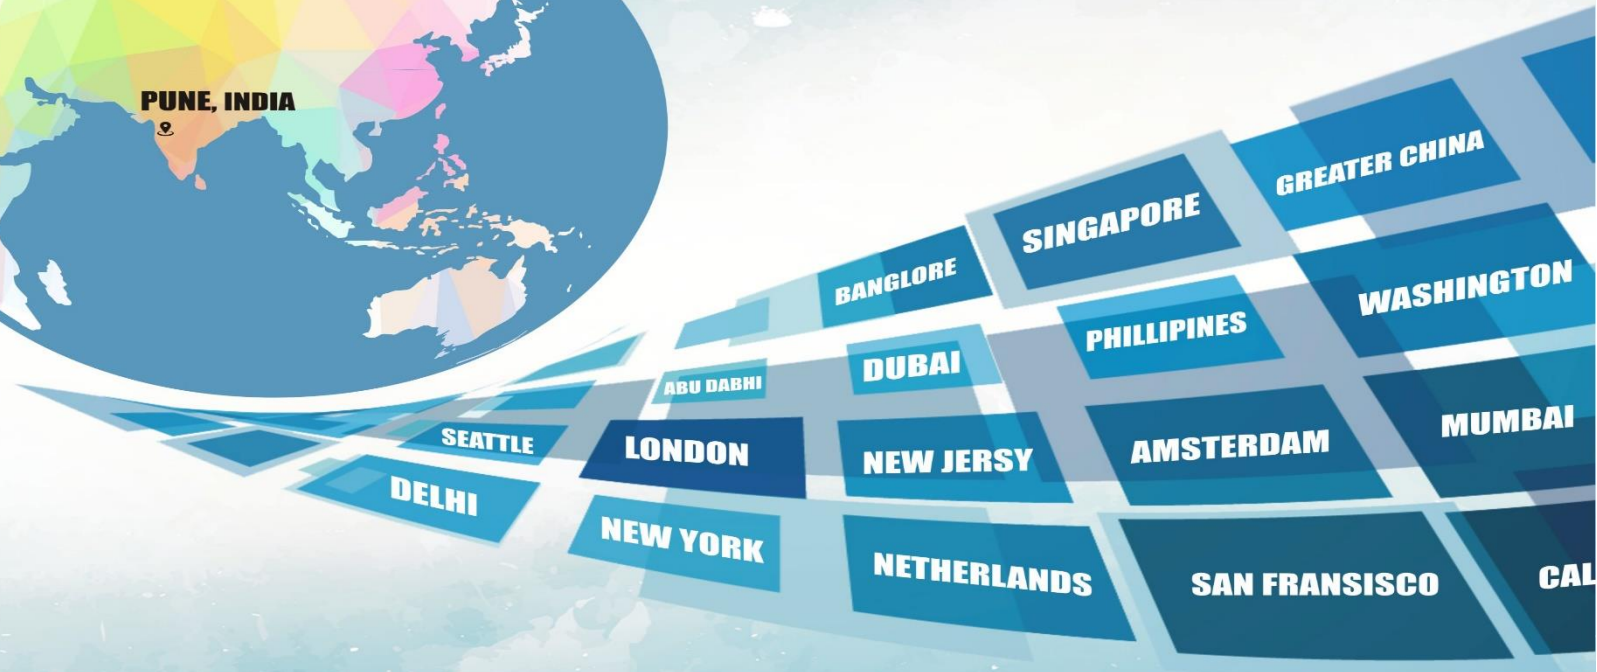 PUNE, INDIA
GREATER CHINA
SINGAPORE
BANGLORE
WASHINGTON
PHILLIPINES
DUBAI
ABU DABHI
MUMBAI
AMSTERDAM
NEW JERSY
LONDON
SEATTLE
DELHI
NEW YORK
NETHERLANDS
SAN FRANSISCO
CAL